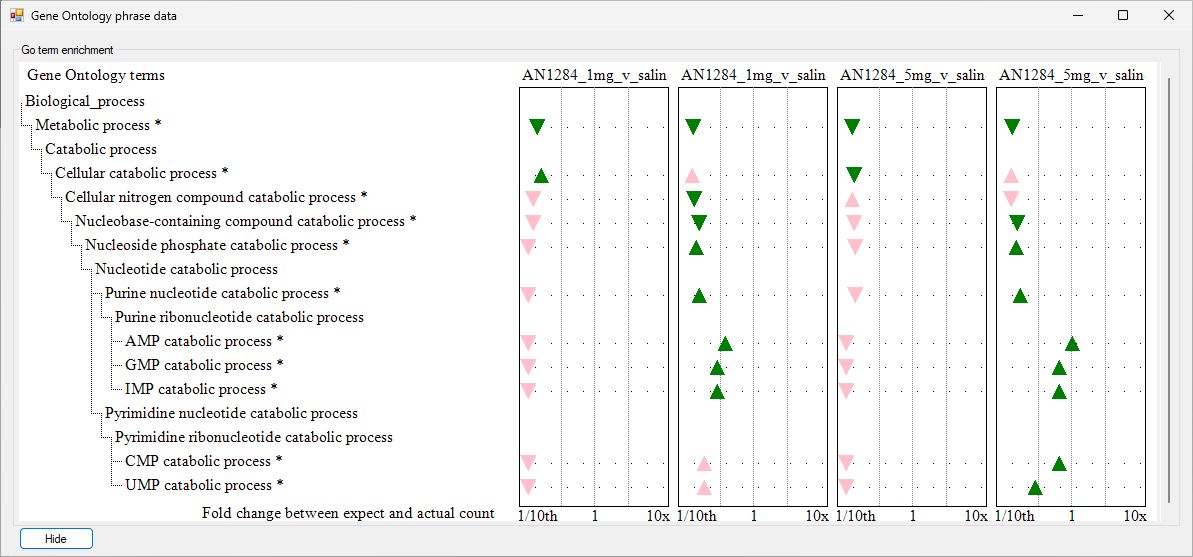 Gene Ontology phrase data
Go term enrichment
Gene Ontology terms AN1284_1mg_v_salin AN1284_1mg_v_salin AN1284_5mg_v_salin AN1284_5mg_v_salin
Biological_process
Metabolic process *
Catabolic process
Cellular catabolic process *
Cellular nitrogen compound catabolic process *
Nucleobase-containing compound catabolic process *
Nucleoside phosphate catabolic process *
Nucleotide catabolic process
Purine nucleotide catabolic process *
Purine ribonucleotide catabolic process
AMP catabolic process *
GMP catabolic process *
IMP catabolic process *
Pyrimidine nucleotide catabolic process
Pyrimidine ribonucleotide catabolic process
CMP catabolic process *
UMP catabolic process *
Fold change between expect and actual count 1/10th 1 10x 1/10th 1 10x 1/10th 1 10x 1/10th 1 10x
Hide